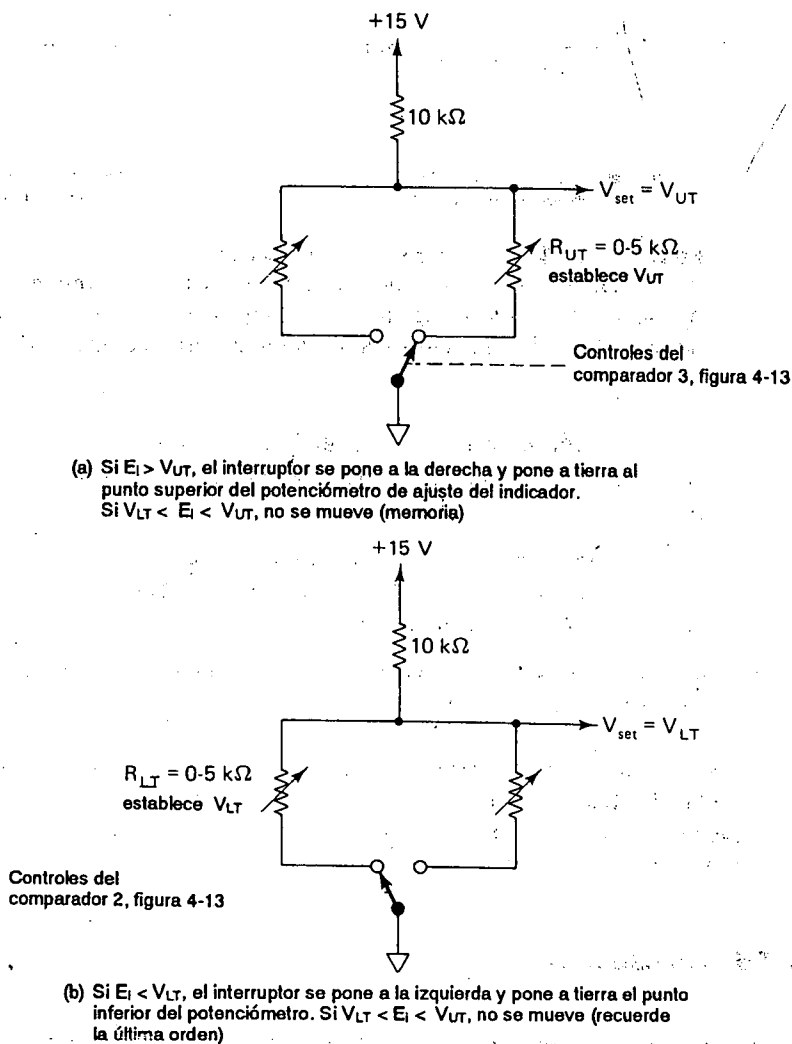 +15 V
10 kΩ
V_set = V_UT
R_UT = 0-5 kΩ
establece V_UT
Controles del
comparador 3, figura 4-13
(a) Si E_i > V_UT, el interruptor se pone a la derecha y pone a tierra al
punto superior del potenciómetro de ajuste del indicador.
Si V_LT < E_i < V_UT, no se mueve (memoria)
+15 V
10 kΩ
V_set = V_LT
R_LT = 0-5 kΩ
establece V_LT
Controles del
comparador 2, figura 4-13
(b) Si E_i < V_LT, el interruptor se pone a la izquierda y pone a tierra el punto
inferior del potenciómetro. Si V_LT < E_i < V_UT, no se mueve (recuerde
la última orden)